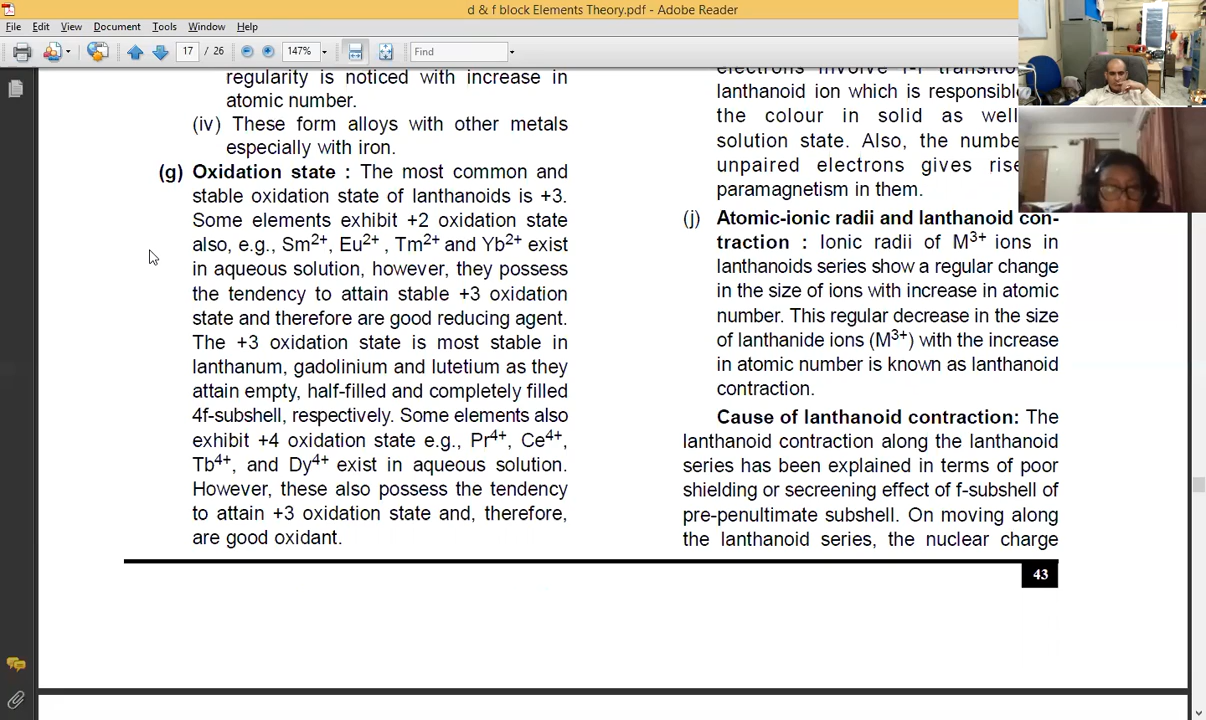 d & f block Elements Theory.pdf - Adobe Reader
File Edit View Document Tools Window Help
17 / 26 147% Find
regularity is noticed with increase in
atomic number.
(iv) These form alloys with other metals
especially with iron.
(g) Oxidation state : The most common and
stable oxidation state of lanthanoids is +3.
Some elements exhibit +2 oxidation state
also, e.g., Sm2+, Eu2+ , Tm2+ and Yb2+ exist
in aqueous solution, however, they possess
the tendency to attain stable +3 oxidation
state and therefore are good reducing agent.
The +3 oxidation state is most stable in
lanthanum, gadolinium and lutetium as they
attain empty, half-filled and completely filled
4f-subshell, respectively. Some elements also
exhibit +4 oxidation state e.g., Pr4+, Ce4+,
Tb4+, and Dy4+ exist in aqueous solution.
However, these also possess the tendency
to attain +3 oxidation state and, therefore,
are good oxidant.
electrons involve f-f
lanthanoid ion which is responsible
the colour in solid as well
solution state. Also, the
unpaired electrons gives
paramagnetism in them.
(j) Atomic-ionic radii and lanthanoid con-
traction : Ionic radii of M3+ ions in
lanthanoids series show a regular change
in the size of ions with increase in atomic
number. This regular decrease in the size
of lanthanide ions (M3+) with the increase
in atomic number is known as lanthanoid
contraction.
Cause of lanthanoid contraction: The
lanthanoid contraction along the lanthanoid
series has been explained in terms of poor
shielding or secreening effect of f-subshell of
pre-penultimate subshell. On moving along
the lanthanoid series, the nuclear charge
43